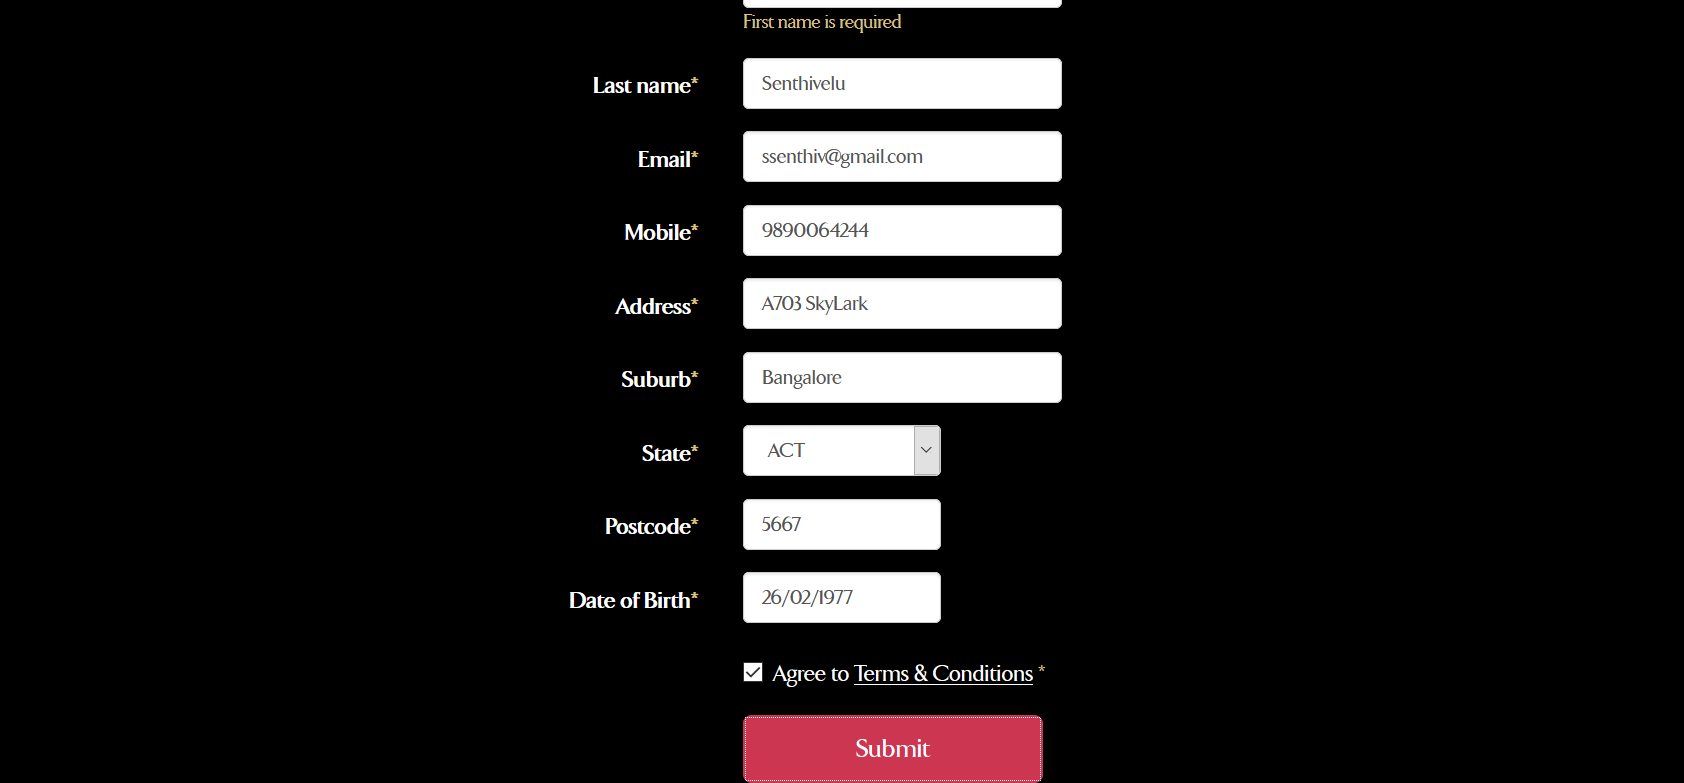 First name is required
Last name* Senthivelu
Email* ssenthiv@gmail.com
Mobile* 9890064244
Address* A703 SkyLark
Suburb* Bangalore
State* ACT
Postcode* 5667
Date of Birth* 26/02/1977
Agree to Terms & Conditions *
Submit